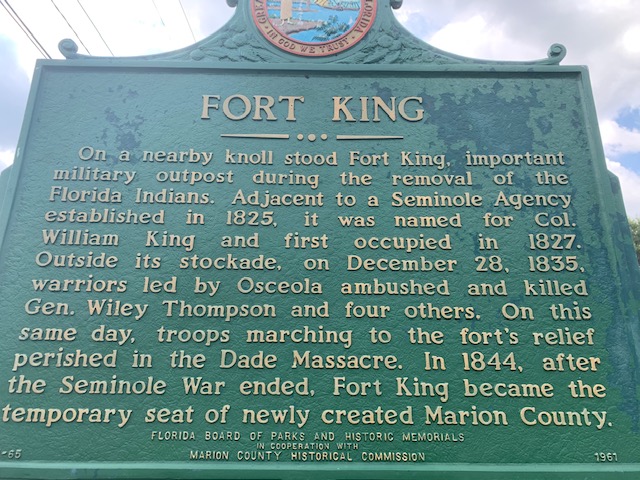 IN GOD WE TRUST
FORT KING
On a nearby knoll stood Fort King, important
military outpost during the removal of the
Florida Indians. Adjacent to a Seminole Agency
established in 1825, it was named for Col.
William King and first occupied in 1827.
Outside its stockade, on December 28, 1835,
warriors led by Osceola ambushed and killed
Gen. Wiley Thompson and four others. On this
same day, troops marching to the fort's relief
perished in the Dade Massacre. In 1844, after
the Seminole War ended, Fort King became the
temporary seat of newly created Marion County.
FLORIDA BOARD OF PARKS AND HISTORIC MEMORIALS
IN COOPERATION WITH
MARION COUNTY HISTORICAL COMMISSION
-65 1961